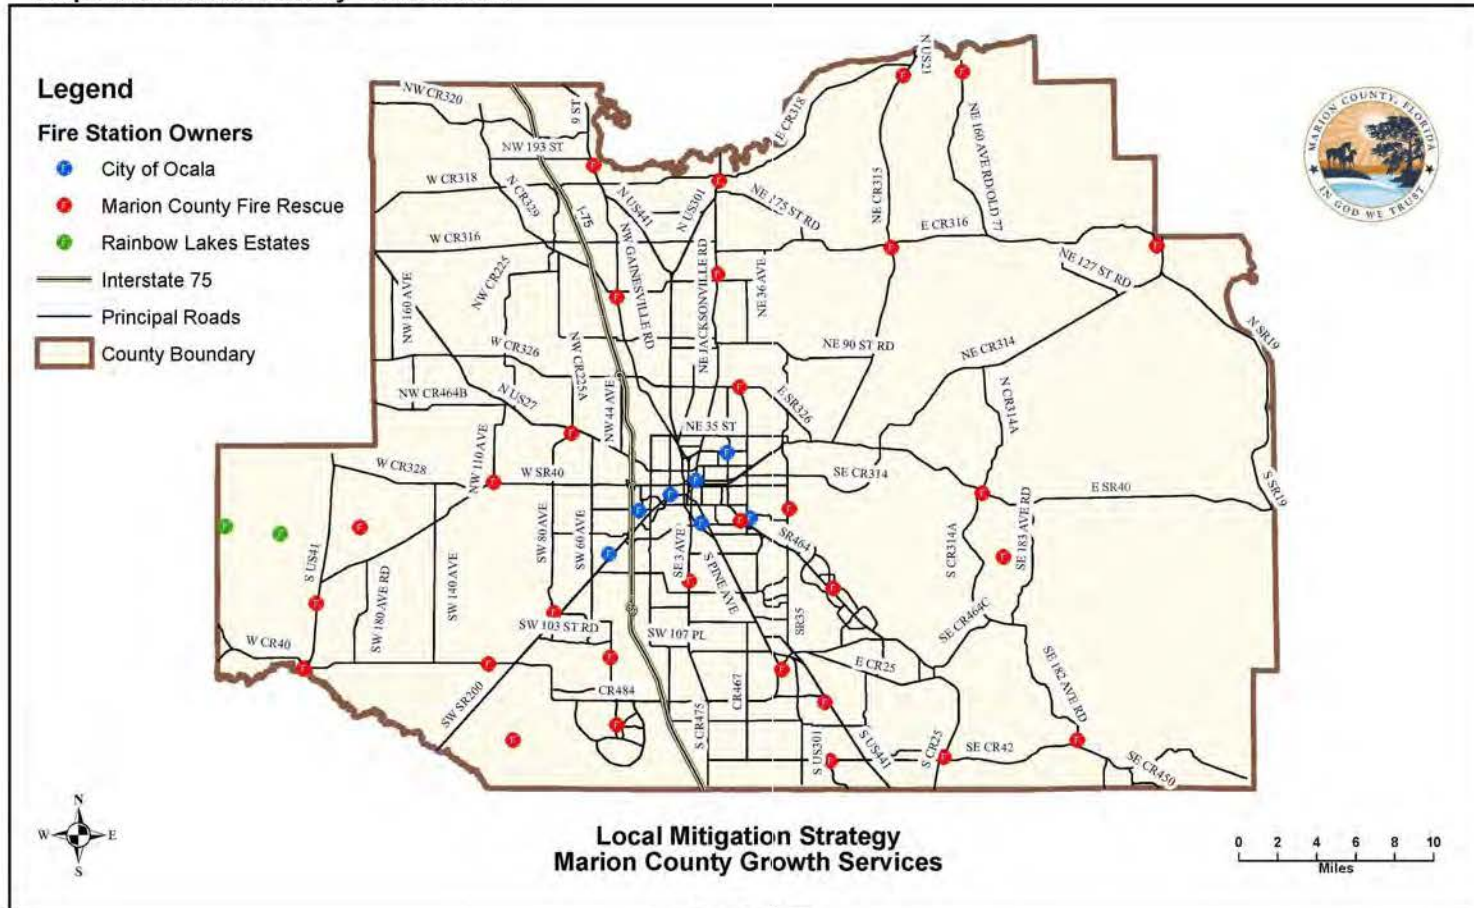 Legend
Fire Station Owners
City of Ocala
Marion County Fire Rescue
Rainbow Lakes Estates
Interstate 75
Principal Roads
County Boundary
MARION COUNTY, FLORIDA
IN GOD WE TRUST
NW CR320
NW 193 ST
W CR318
N CR329
I-75
N US441
N US301
E CR318
N US21
NE 175 ST RD
NE CR315
NE 160 AVE RD/OLD 77
E CR316
NE 127 ST RD
W CR316
NW CR225
NW GAINESVILLE RD
NE JACKSONVILLE RD
NE 36 AVE
NW 160 AVE
W CR326
NW CR225A
NE 90 ST RD
NE CR314
N SR19
NW CR464B
N US27
NW 44 AVE
E SR326
N CR314A
NE 35 ST
W CR328
NW 110 AVE
W SR40
SE CR314
E SR40
S SR19
S US41
SW 80 AVE
SW 60 AVE
SE 3 AVE
S PINE AVE
SR464
S CR314A
SE 183 AVE RD
SW 180 AVE RD
SW 140 AVE
SR35
W CR40
SW 103 ST RD
SW 107 PL
SE CR464C
E CR25
SE 182 AVE RD
SW SR200
CR484
CR467
S CR475
S US301
S US441
S CR25
SE CR42
SE CR450
N
W E
S
Local Mitigation Strategy
Marion County Growth Services
0 2 4 6 8 10
Miles